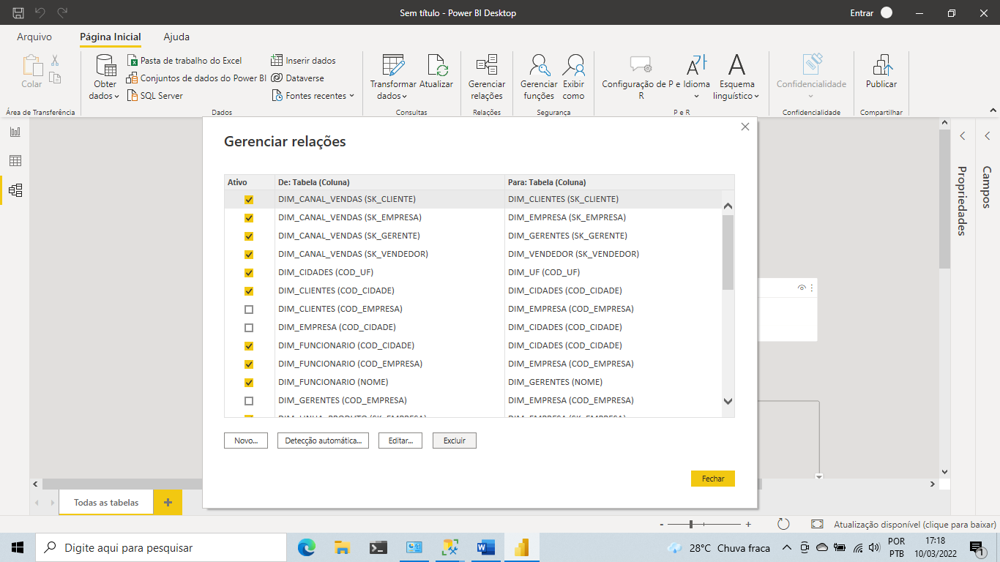 Sem título - Power BI Desktop
Entrar
Arquivo
Página Inicial
Ajuda
Colar
Área de Transferência
Obter
dados
Pasta de trabalho do Excel
Conjuntos de dados do Power BI
SQL Server
Inserir dados
Dataverse
Fontes recentes
Dados
Transformar
dados
Atualizar
Consultas
Gerenciar
relações
Relações
Gerenciar
funções
Exibir
como
Segurança
Configuração de P e
R
Idioma
Esquema
linguístico
P e R
Confidencialidade
Confidencialidade
Publicar
Compartilhar
Gerenciar relações
Ativo De: Tabela (Coluna) Para: Tabela (Coluna)
DIM_CANAL_VENDAS (SK_CLIENTE) DIM_CLIENTES (SK_CLIENTE)
DIM_CANAL_VENDAS (SK_EMPRESA) DIM_EMPRESA (SK_EMPRESA)
DIM_CANAL_VENDAS (SK_GERENTE) DIM_GERENTES (SK_GERENTE)
DIM_CANAL_VENDAS (SK_VENDEDOR) DIM_VENDEDOR (SK_VENDEDOR)
DIM_CIDADES (COD_UF) DIM_UF (COD_UF)
DIM_CLIENTES (COD_CIDADE) DIM_CIDADES (COD_CIDADE)
DIM_CLIENTES (COD_EMPRESA) DIM_EMPRESA (COD_EMPRESA)
DIM_EMPRESA (COD_CIDADE) DIM_CIDADES (COD_CIDADE)
DIM_FUNCIONARIO (COD_CIDADE) DIM_CIDADES (COD_CIDADE)
DIM_FUNCIONARIO (COD_EMPRESA) DIM_EMPRESA (COD_EMPRESA)
DIM_FUNCIONARIO (NOME) DIM_GERENTES (NOME)
DIM_GERENTES (COD_EMPRESA) DIM_EMPRESA (COD_EMPRESA)
DIM_LINHA_PRODUTO (SK_EMPRESA) DIM_EMPRESA (SK_EMPRESA)
Novo...
Detecção automática...
Editar...
Excluir
Fechar
Propriedades
Campos
Todas as tabelas
Atualização disponível (clique para baixar)
Digite aqui para pesquisar
28°C Chuva fraca
POR
PTB
17:18
10/03/2022
1